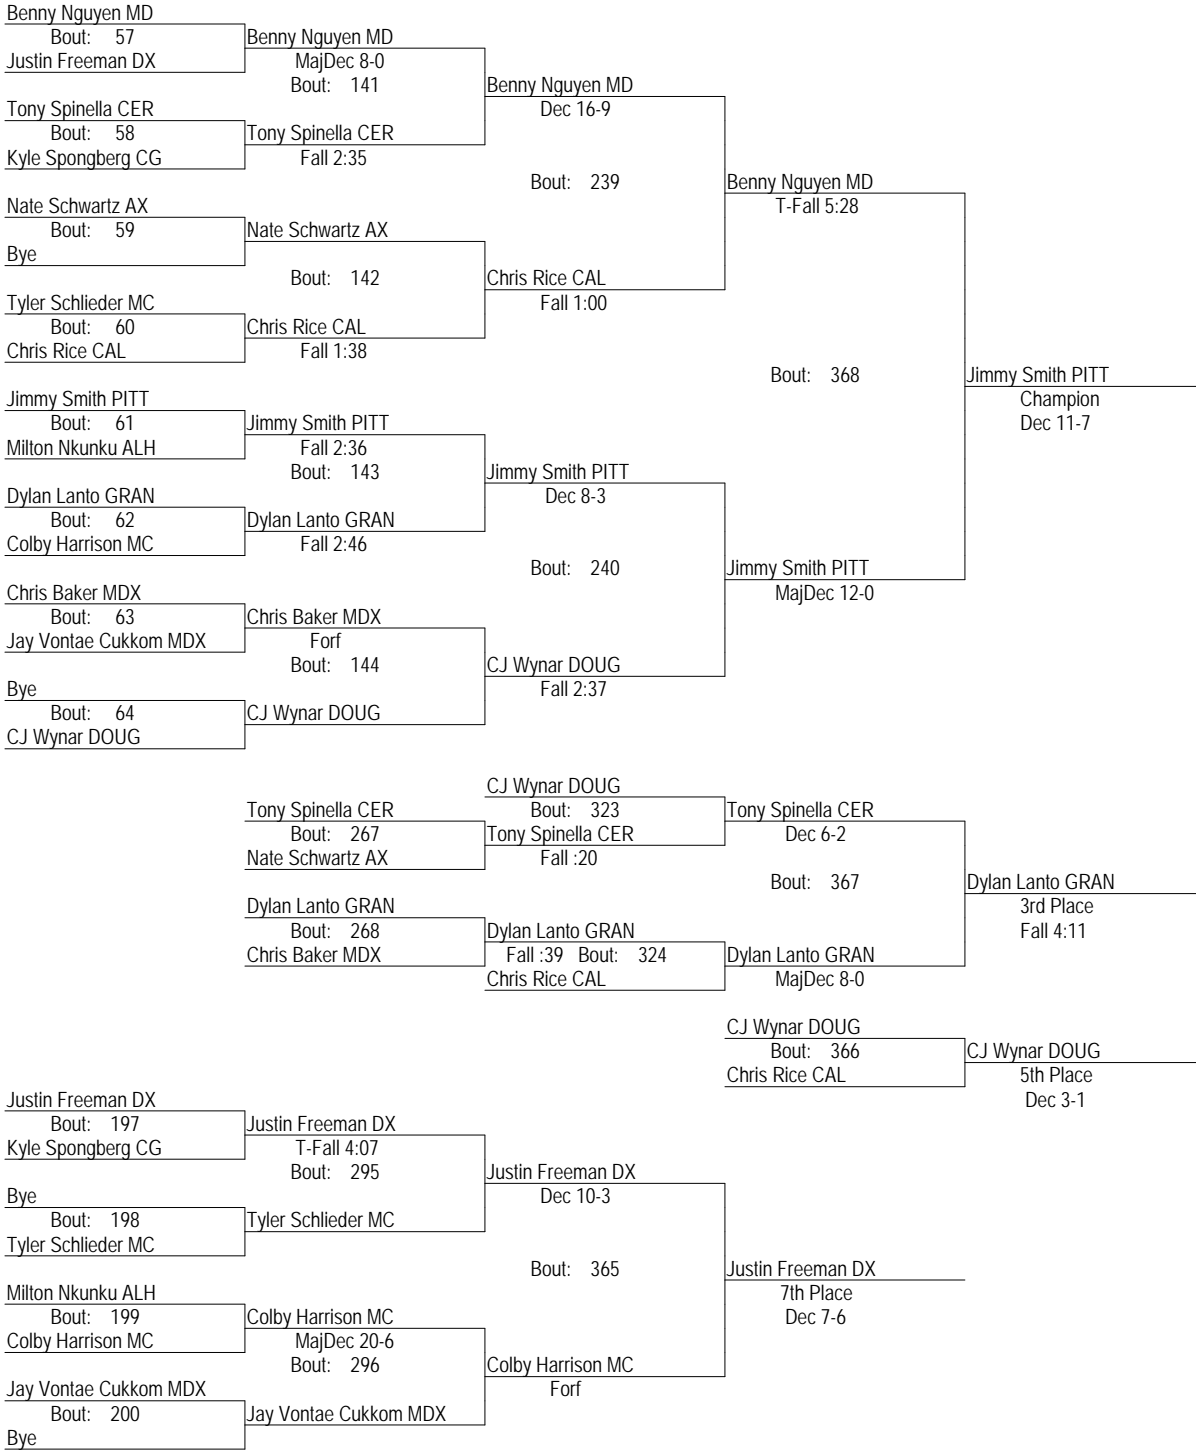 Benny Nguyen MD
Bout: 57
Benny Nguyen MD
Justin Freeman DX
MajDec 8-0
Bout: 141
Benny Nguyen MD
Tony Spinella CER
Dec 16-9
Bout: 58
Tony Spinella CER
Kyle Spongberg CG
Fall 2:35
Bout: 239
Benny Nguyen MD
Nate Schwartz AX
T-Fall 5:28
Bout: 59
Nate Schwartz AX
Bye
Bout: 142
Chris Rice CAL
Tyler Schlieder MC
Fall 1:00
Bout: 60
Chris Rice CAL
Chris Rice CAL
Fall 1:38
Bout: 368
Jimmy Smith PITT
Jimmy Smith PITT
Champion
Bout: 61
Jimmy Smith PITT
Dec 11-7
Milton Nkunku ALH
Fall 2:36
Bout: 143
Jimmy Smith PITT
Dylan Lanto GRAN
Dec 8-3
Bout: 62
Dylan Lanto GRAN
Colby Harrison MC
Fall 2:46
Bout: 240
Jimmy Smith PITT
Chris Baker MDX
MajDec 12-0
Bout: 63
Chris Baker MDX
Jay Vontae Cukkom MDX
Forf
Bout: 144
CJ Wynar DOUG
Bye
Fall 2:37
Bout: 64
CJ Wynar DOUG
CJ Wynar DOUG
CJ Wynar DOUG
Tony Spinella CER
Bout: 323
Tony Spinella CER
Bout: 267
Tony Spinella CER
Dec 6-2
Nate Schwartz AX
Fall :20
Bout: 367
Dylan Lanto GRAN
Dylan Lanto GRAN
3rd Place
Bout: 268
Dylan Lanto GRAN
Fall 4:11
Chris Baker MDX
Fall :39 Bout: 324
Dylan Lanto GRAN
Chris Rice CAL
MajDec 8-0
CJ Wynar DOUG
Bout: 366
CJ Wynar DOUG
Chris Rice CAL
5th Place
Dec 3-1
Justin Freeman DX
Bout: 197
Justin Freeman DX
Kyle Spongberg CG
T-Fall 4:07
Bout: 295
Justin Freeman DX
Bye
Dec 10-3
Bout: 198
Tyler Schlieder MC
Tyler Schlieder MC
Bout: 365
Justin Freeman DX
Milton Nkunku ALH
7th Place
Bout: 199
Colby Harrison MC
Dec 7-6
Colby Harrison MC
MajDec 20-6
Bout: 296
Colby Harrison MC
Jay Vontae Cukkom MDX
Forf
Bout: 200
Jay Vontae Cukkom MDX
Bye